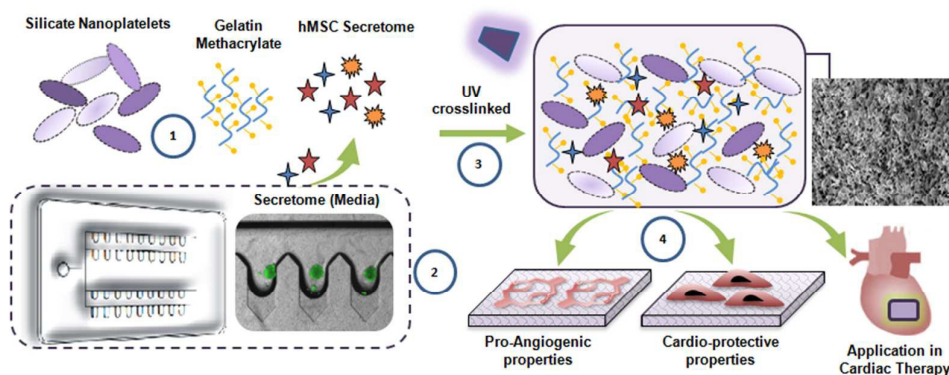 Silicate Nanoplatelets
Gelatin
Methacrylate
hMSC Secretome
1
UV
crosslinked
3
Secretome (Media)
2
4
Pro-Angiogenic
properties
Cardio-protective
properties
Application in
Cardiac Therapy